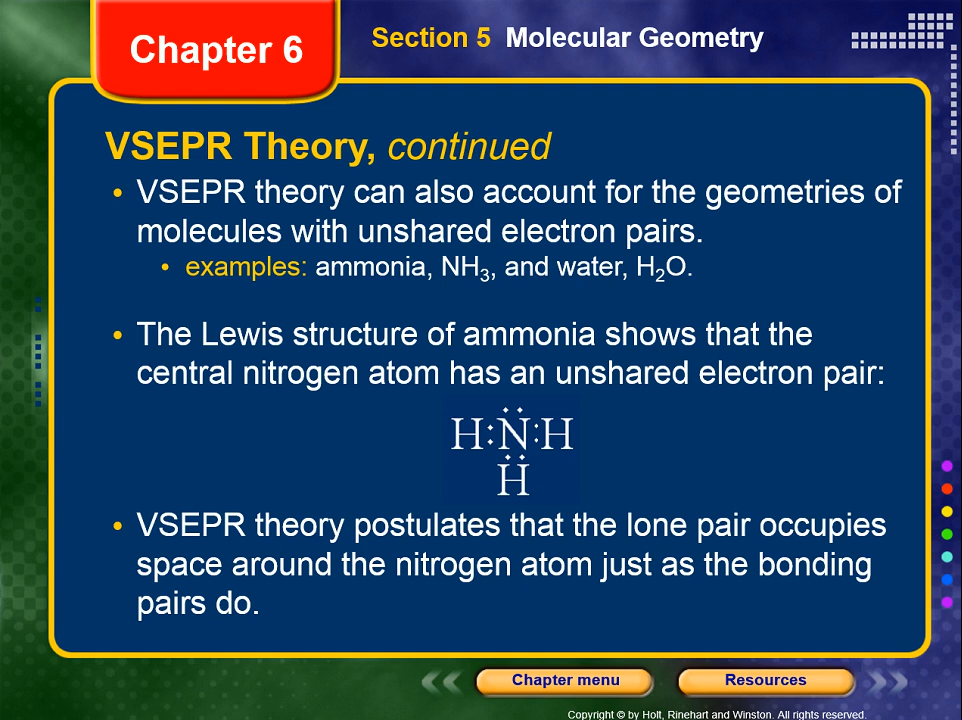 Chapter 6
Section 5 Molecular Geometry
VSEPR Theory, continued
• VSEPR theory can also account for the geometries of
molecules with unshared electron pairs.
• examples: ammonia, NH₃, and water, H₂O.
• The Lewis structure of ammonia shows that the
central nitrogen atom has an unshared electron pair:
H:N:H
H
• VSEPR theory postulates that the lone pair occupies
space around the nitrogen atom just as the bonding
pairs do.
Chapter menu
Resources
Copyright © by Holt, Rinehart and Winston. All rights reserved.